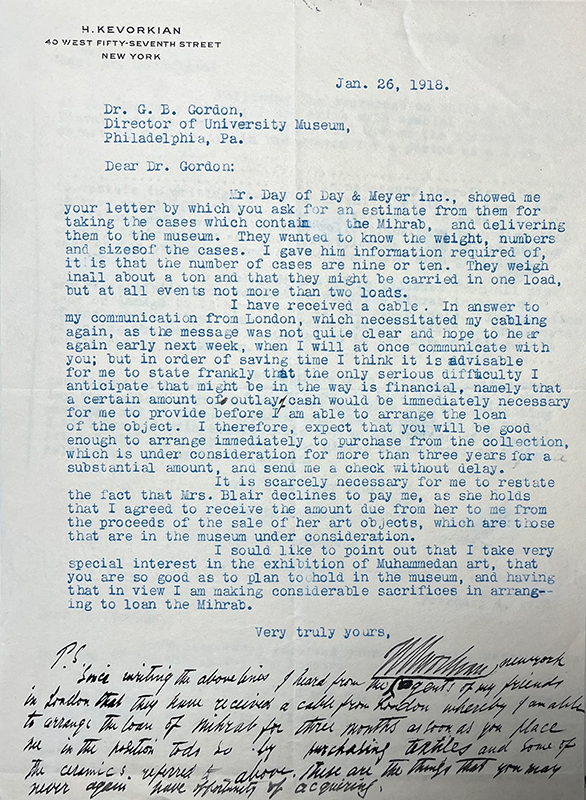 H. KEVORKIAN
40 WEST FIFTY-SEVENTH STREET
NEW YORK
Jan. 26, 1918.
Dr. G. B. Gordon,
Director of University Museum,
Philadelphia, Pa.
Dear Dr. Gordon:
Mr. Day of Day & Meyer inc., showed me
your letter by which you ask for an estimate from them for
taking the cases which contain the Mihrab, and delivering
them to the museum. They wanted to know the weight, numbers
and sizesof the cases. I gave him information required of,
it is that the number of cases are nine or ten. They weigh
inall about a ton and that they might be carried in one load,
but at all events not more than two loads.
I have received a cable. In answer to
my communication from London, which necessitated my cabling
again, as the message was not quite clear and hope to hear
again early next week, when I will at once communicate with
you; but in order of saving time I think it is advisable
for me to state frankly that the only serious difficulty I
anticipate that might be in the way is financial, namely that
a certain amount of outlay, cash would be immediately necessary
for me to provide before I am able to arrange the loan
of the object. I therefore, expect that you will be good
enough to arrange immediately to purchase from the collection,
which is under consideration for more than three years for a
substantial amount, and send me a check without delay.
It is scarcely necessary for me to restate
the fact that Mrs. Blair declines to pay me, as she holds
that I agreed to receive the amount due from her to me from
the proceeds of the sale of her art objects, which are those
that are in the museum under consideration.
I sould like to point out that I take very
special interest in the exhibition of Muhammedan art, that
you are so good as to plan to hold in the museum, and having
that in view I am making considerable sacrifices in arrang--
ing to loan the Mihrab.
Very truly yours,
H Kevorkian, newyork
P.S.
Since writing the above lines I heard from the agents of my friends
in London that they have received a cable from London whereby I am able
to arrange the loan of Mihrab for three months as soon as you place
me in the position to do so by purchasing textiles and some of
the ceramics referred to above. these are the things that you may
never again have oportunity of acquiring.